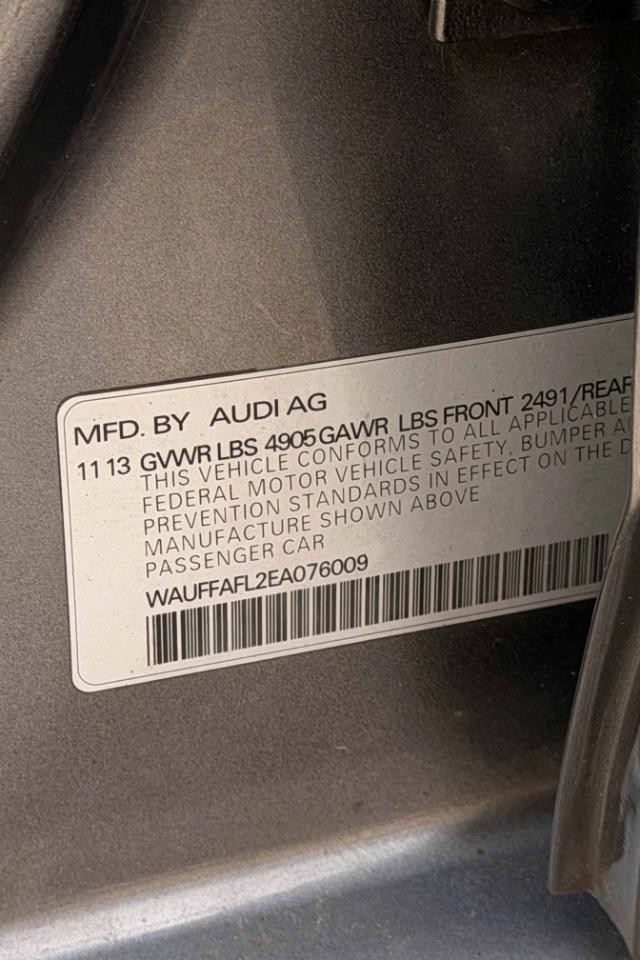 MFD. BY AUDI AG
11 13 GVWR LBS 4905 GAWR LBS FRONT 2491/REAR
THIS VEHICLE CONFORMS TO ALL APPLICABLE
FEDERAL MOTOR VEHICLE SAFETY, BUMPER A
PREVENTION STANDARDS IN EFFECT ON THE D
MANUFACTURE SHOWN ABOVE
PASSENGER CAR
WAUFFAFL2EA076009